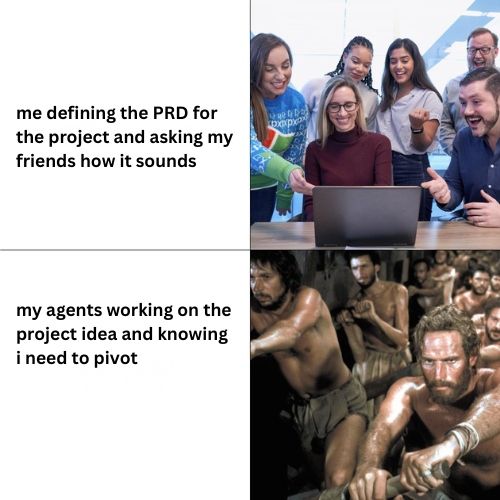 me defining the PRD for
the project and asking my
friends how it sounds
my agents working on the
project idea and knowing
i need to pivot